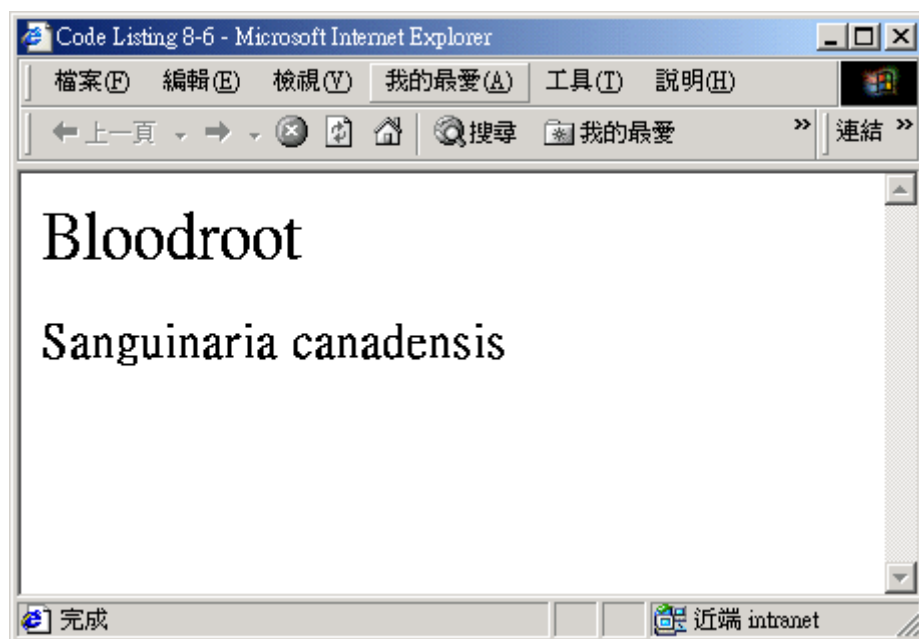 Code Listing 8-6 - Microsoft Internet Explorer
檔案(F) 編輯(E) 檢視(V) 我的最愛(A) 工具(T) 說明(H)
上一頁 搜尋 我的最愛 » 連結 »
Bloodroot
Sanguinaria canadensis
完成 近端 intranet